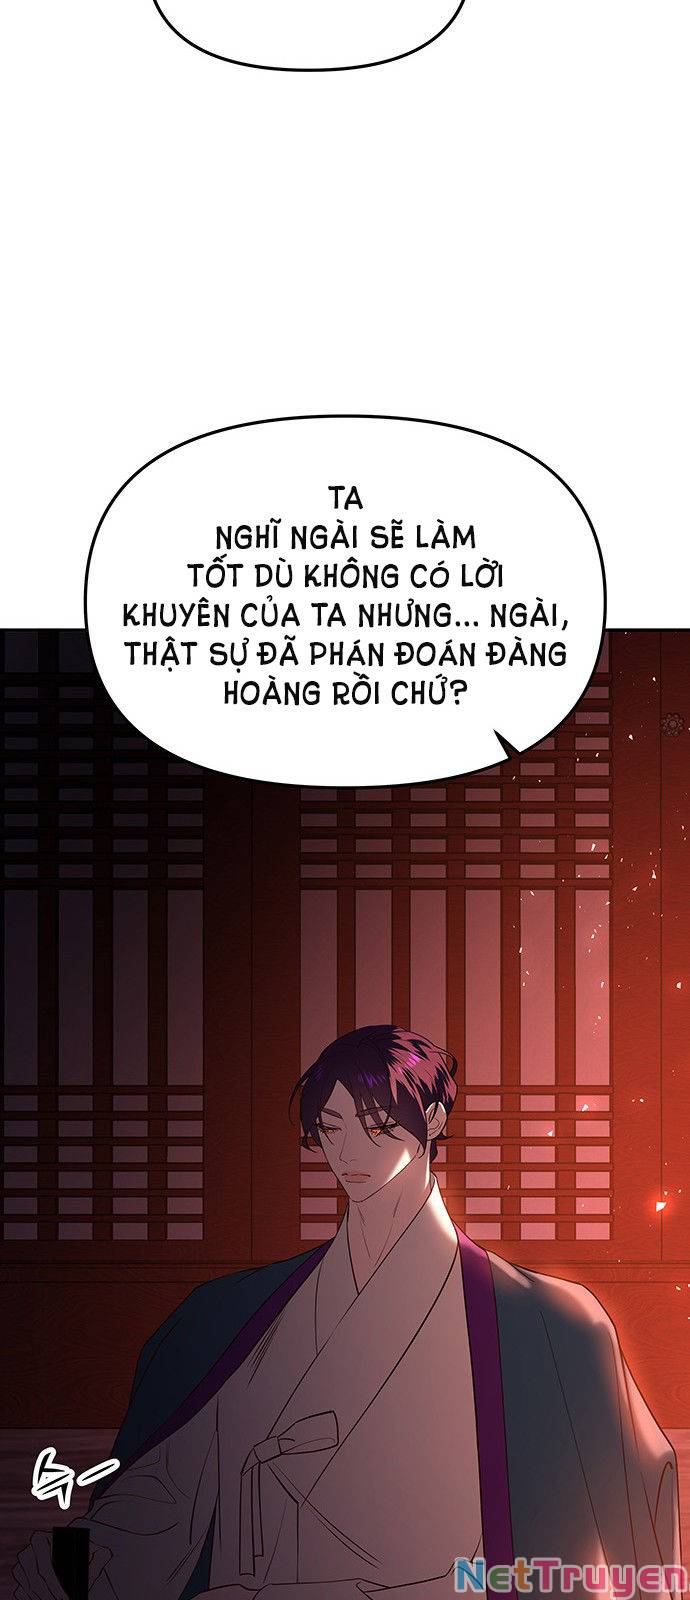 TA
NGHĨ NGÀI SẼ LÀM
TỐT DÙ KHÔNG CÓ LỜI
KHUYÊN CỦA TA NHƯNG... NGÀI,
THẬT SỰ ĐÃ PHÁN ĐOÁN ĐÀNG
HOÀNG RỒI CHỨ?
NetTruyen